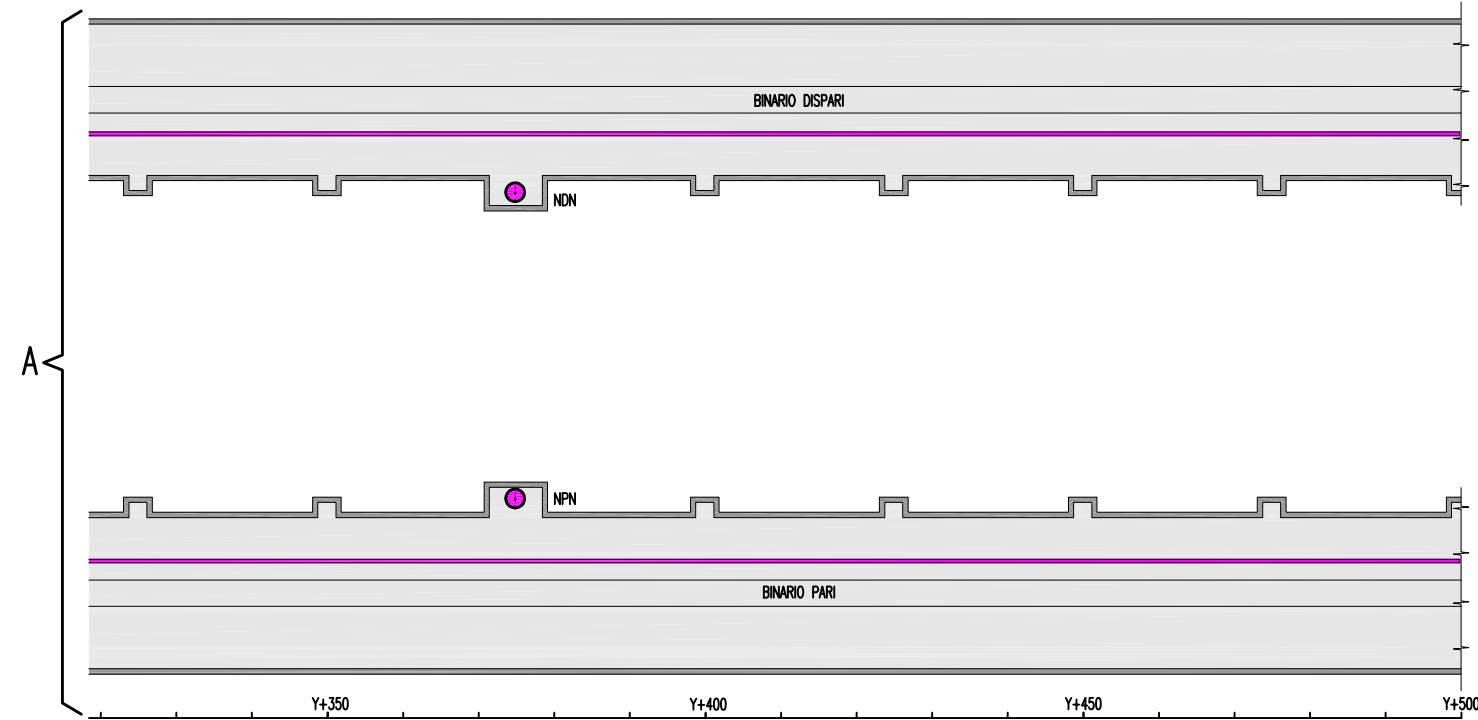 BINARIO DISPARI
NDN
A
NPN
BINARIO PARI
Y+350 Y+400 Y+450 Y+500